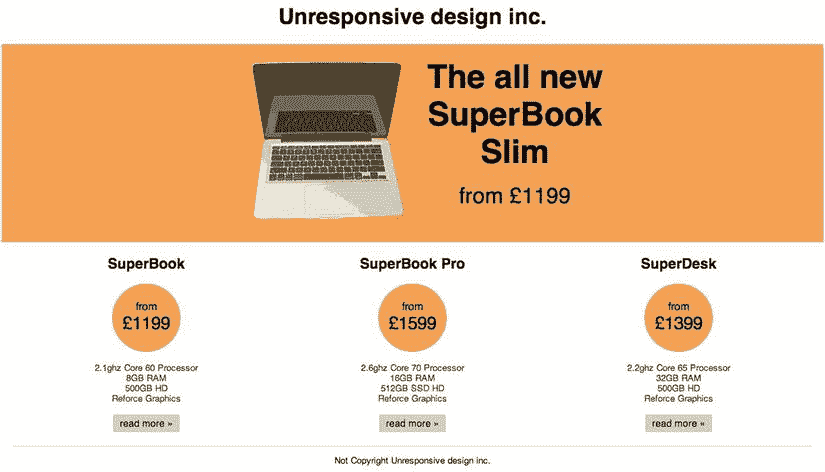 Unresponsive design inc.
The all new
SuperBook
Slim
from £1199
SuperBook
from
£1199
2.1ghz Core 60 Processor
8GB RAM
500GB HD
Reforce Graphics
read more »
SuperBook Pro
from
£1599
2.6ghz Core 70 Processor
16GB RAM
512GB SSD HD
Reforce Graphics
read more »
SuperDesk
from
£1399
2.2ghz Core 65 Processor
32GB RAM
500GB HD
Reforce Graphics
read more »
Not Copyright Unresponsive design inc.